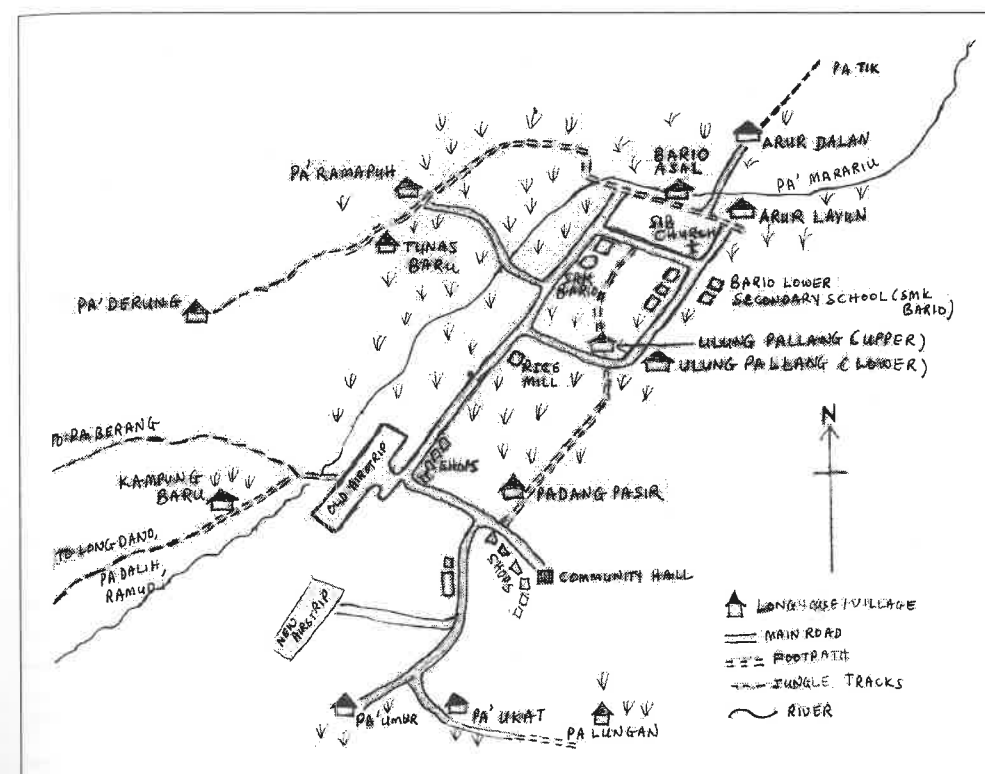 PA TIK
ARUR DALAN
BARIO
ASAL
PA' MARARIU
PA' RAMAPUH
ARUR LAYUN
SIB
CHURCH
TUNAS
BARU
SRK
BARIO
BARIO LOWER
SECONDARY SCHOOL (SMK
BARIO)
PA' DERUNG
ULUNG PALLANG (UPPER)
ULUNG PALLANG (LOWER)
RICE
MILL
N
TO PA BERANG
SHOPS
KAMPUNG
BARU
OLD AIRSTRIP
PADANG PASIR
TO LONG DANO,
PA DALIH,
RAMUDU
SHOPS
COMMUNITY HALL
NEW
AIRSTRIP
LONGHOUSE/VILLAGE
MAIN ROAD
FOOTPATH
JUNGLE TRACKS
RIVER
PA' UMUR
PA' UKAT
PA LUNGAN